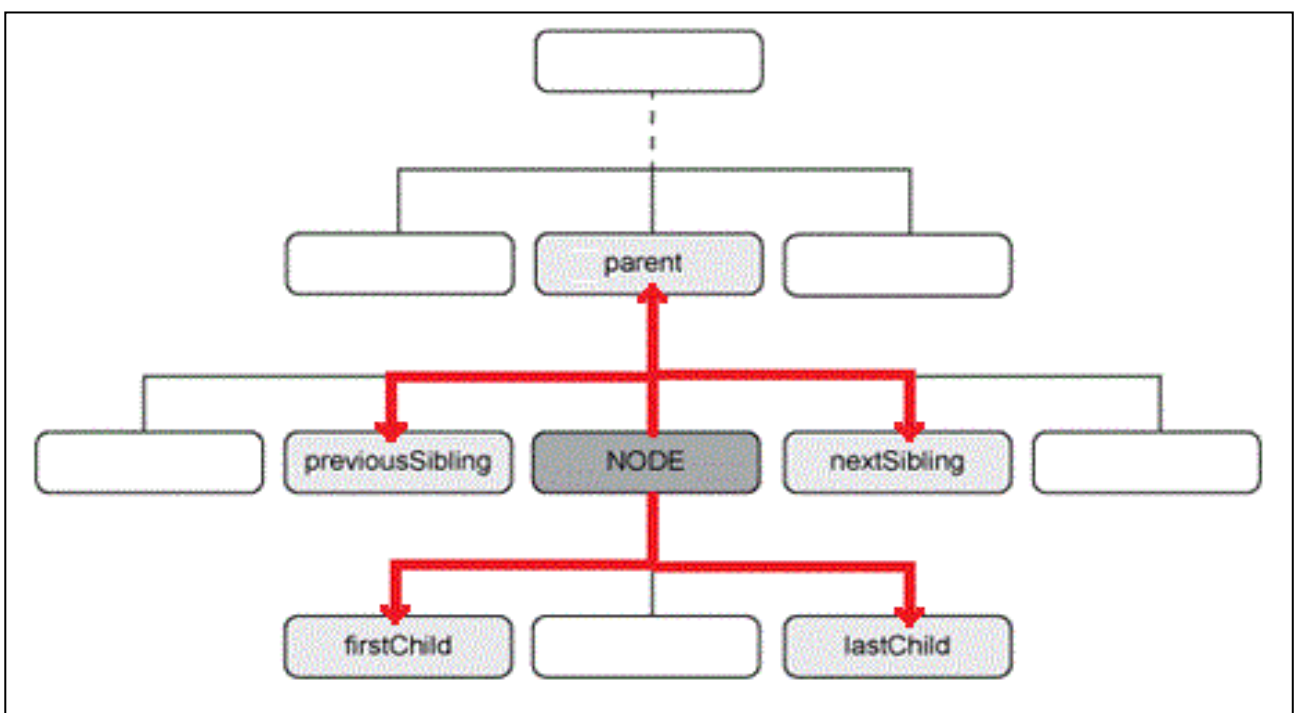 parent
previousSibling
NODE
nextSibling
firstChild
lastChild